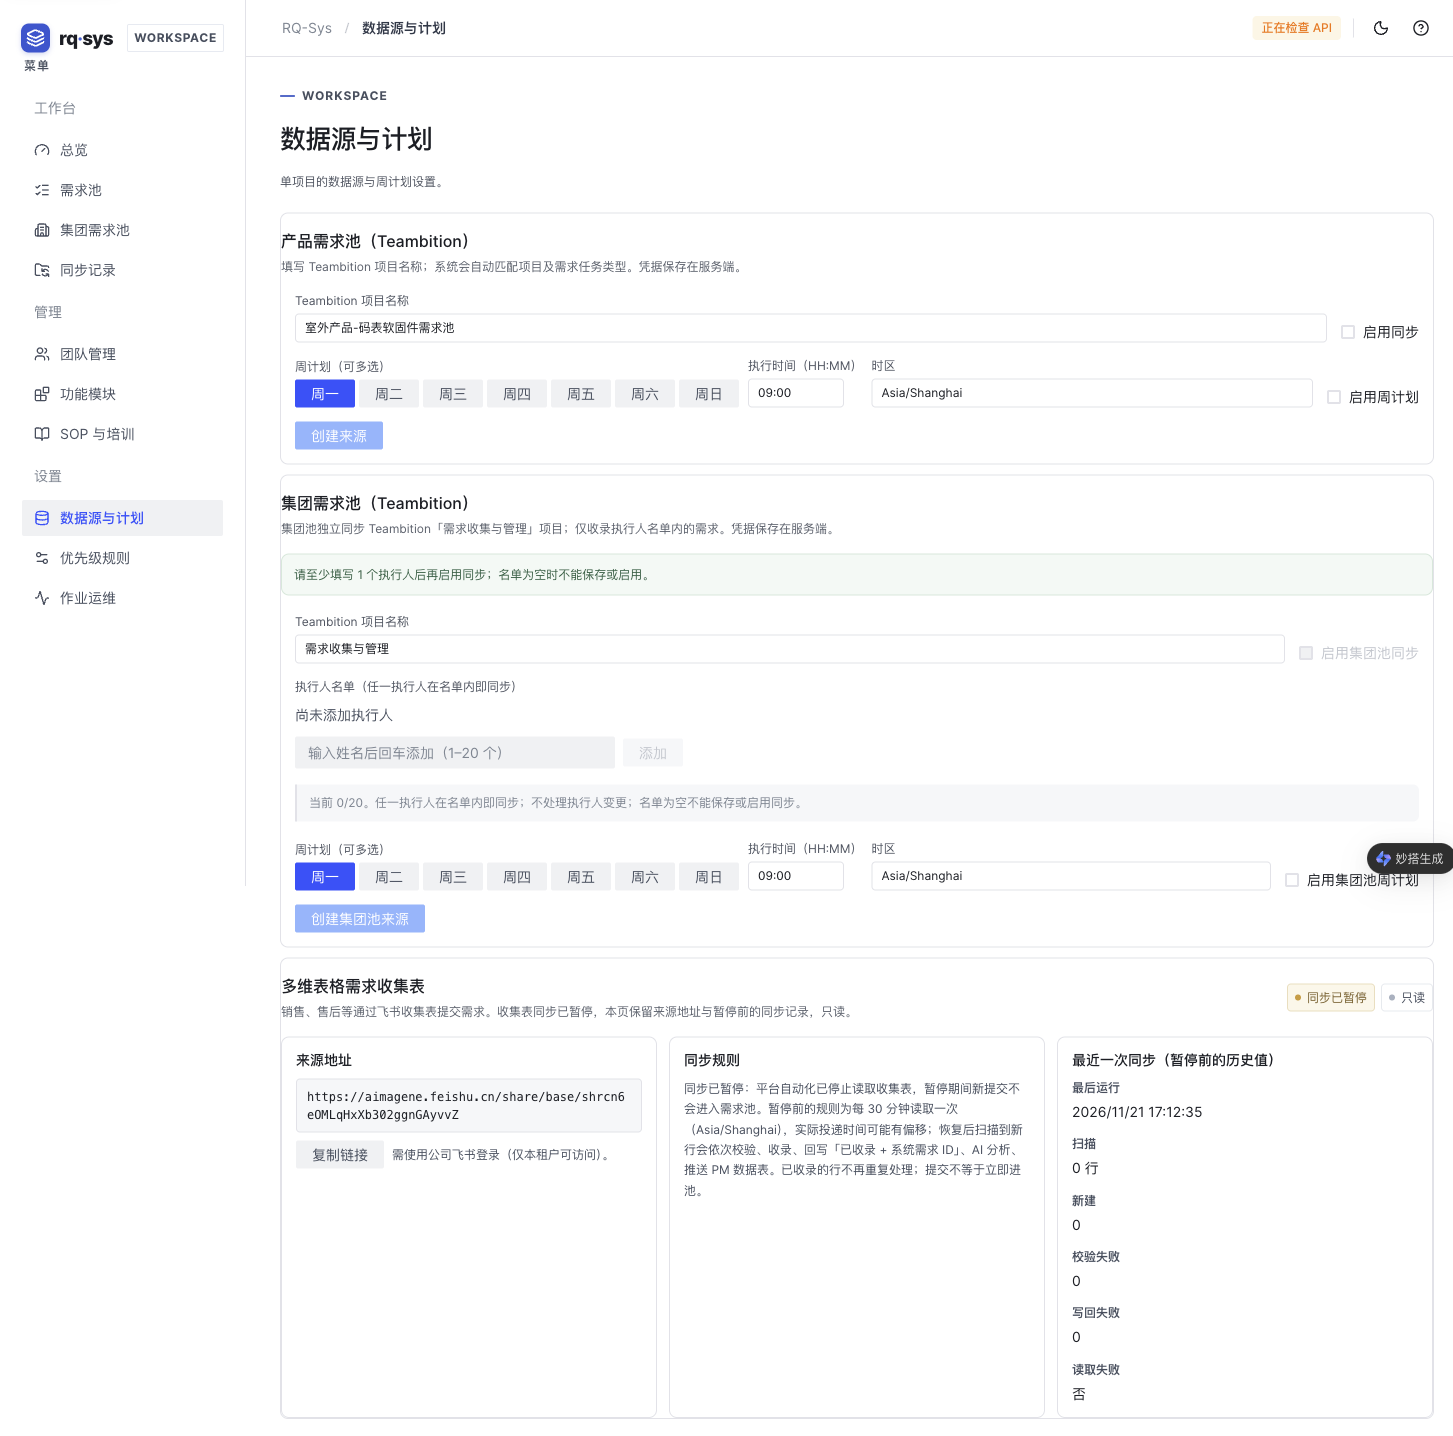 rq·sys
WORKSPACE
菜单
工作台
总览
需求池
集团需求池
同步记录
管理
团队管理
功能模块
SOP 与培训
设置
数据源与计划
优先级规则
作业运维
RQ-Sys / 数据源与计划
正在检查 API
WORKSPACE
数据源与计划
单项目的数据源与周计划设置。
产品需求池（Teambition）
填写 Teambition 项目名称；系统会自动匹配项目及需求任务类型。凭据保存在服务端。
Teambition 项目名称
室外产品-码表软固件需求池
启用同步
周计划（可多选）
执行时间（HH:MM）
时区
周一 周二 周三 周四 周五 周六 周日
09:00
Asia/Shanghai
启用周计划
创建来源
集团需求池（Teambition）
集团池独立同步 Teambition「需求收集与管理」项目；仅收录执行人名单内的需求。凭据保存在服务端。
请至少填写 1 个执行人后再启用同步；名单为空时不能保存或启用。
Teambition 项目名称
需求收集与管理
启用集团池同步
执行人名单（任一执行人在名单内即同步）
尚未添加执行人
输入姓名后回车添加（1–20 个）
添加
当前 0/20。任一执行人在名单内即同步；不处理执行人变更；名单为空不能保存或启用同步。
周计划（可多选）
执行时间（HH:MM）
时区
周一 周二 周三 周四 周五 周六 周日
09:00
Asia/Shanghai
启用集团池周计划
妙搭生成
创建集团池来源
多维表格需求收集表
销售、售后等通过飞书收集表提交需求。收集表同步已暂停，本页保留来源地址与暂停前的同步记录，只读。
同步已暂停
只读
来源地址
https://aimagene.feishu.cn/share/base/shrcn6
eOMLqHxXb302ggnGAyvvZ
复制链接
需使用公司飞书登录（仅本租户可访问）。
同步规则
同步已暂停：平台自动化已停止读取收集表，暂停期间新提交不
会进入需求池。暂停前的规则为每 30 分钟读取一次
（Asia/Shanghai），实际投递时间可能有偏移；恢复后扫描到新
行会依次校验、收录、回写「已收录 + 系统需求 ID」、AI 分析、
推送 PM 数据表。已收录的行不再重复处理；提交不等于立即进
池。
最近一次同步（暂停前的历史值）
最后运行
2026/11/21 17:12:35
扫描
0 行
新建
0
校验失败
0
写回失败
0
读取失败
否